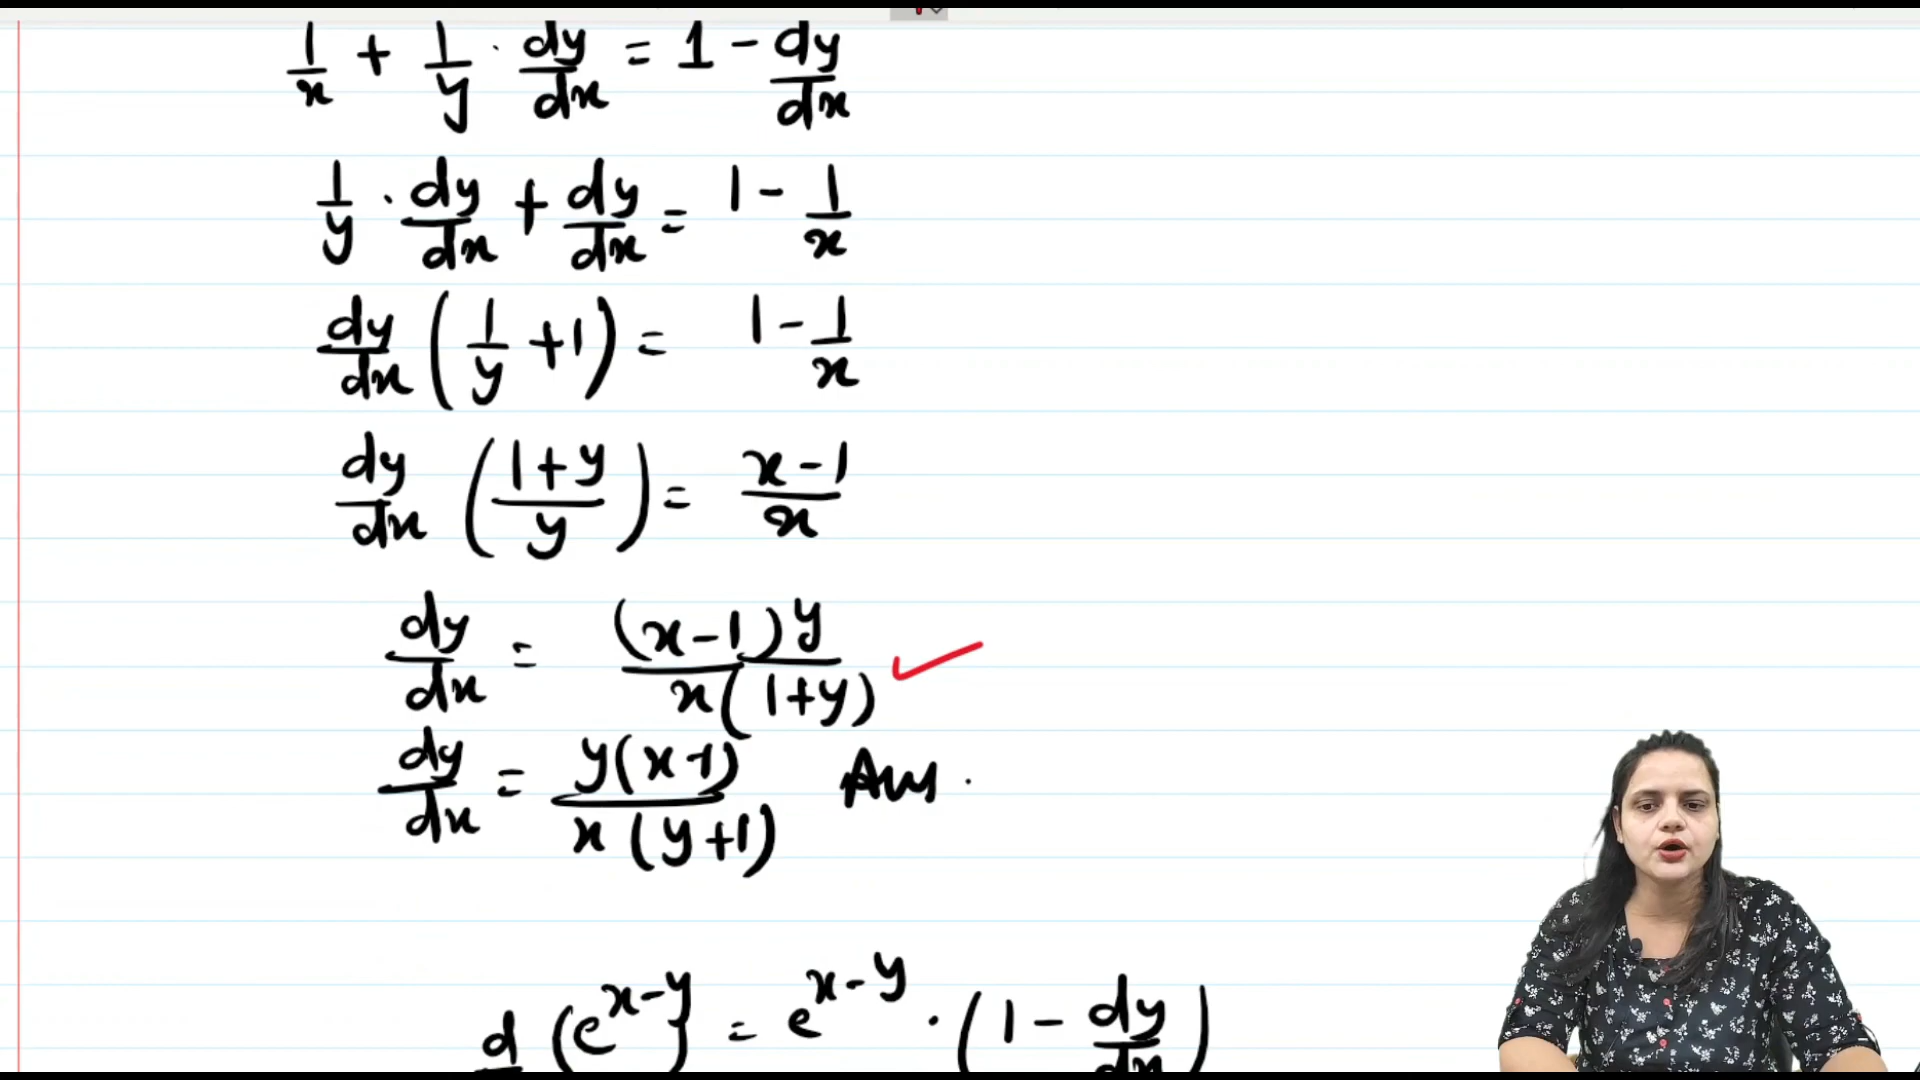 1/x + 1/y · dy/dx = 1 - dy/dx
1/y · dy/dx + dy/dx = 1 - 1/x
dy/dx (1/y + 1) = 1 - 1/x
dy/dx ((1+y)/y) = (x-1)/x
dy/dx = (x-1)y / x(1+y)
dy/dx = y(x-1) / x(y+1) Ans.
d (e^(x-y)) = e^(x-y) · (1 - dy/dx)